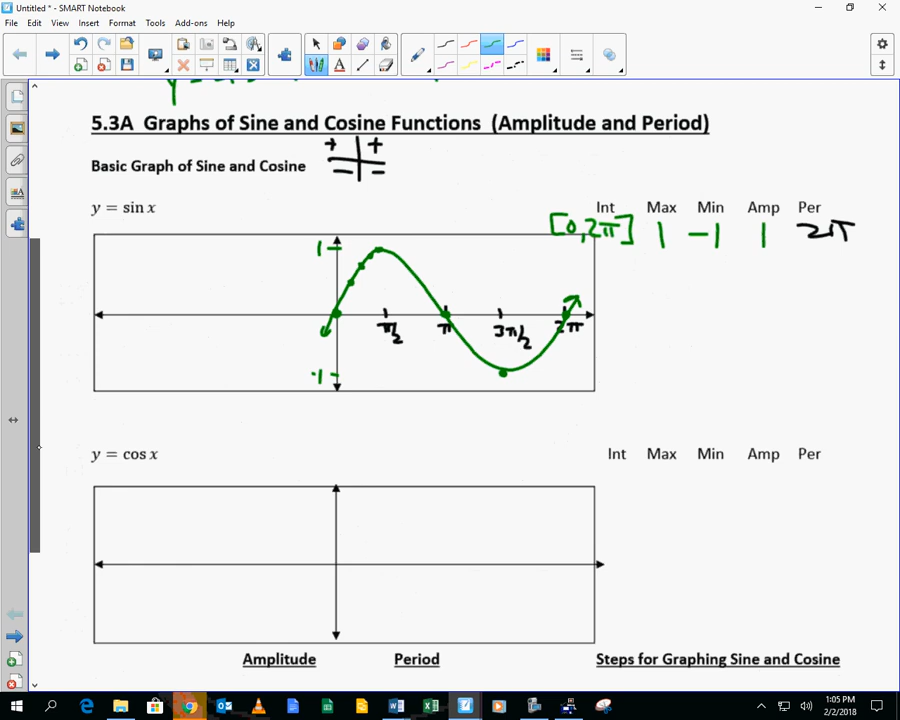 Untitled * - SMART Notebook
File Edit View Insert Format Tools Add-ons Help
5.3A Graphs of Sine and Cosine Functions (Amplitude and Period)
+ +
Basic Graph of Sine and Cosine
- -
y = sin x Int Max Min Amp Per
[0,2π] 1 -1 1 2π
1
π/2 π 3π/2 2π
-1
y = cos x Int Max Min Amp Per
Amplitude Period Steps for Graphing Sine and Cosine
1:05 PM
2/2/2018